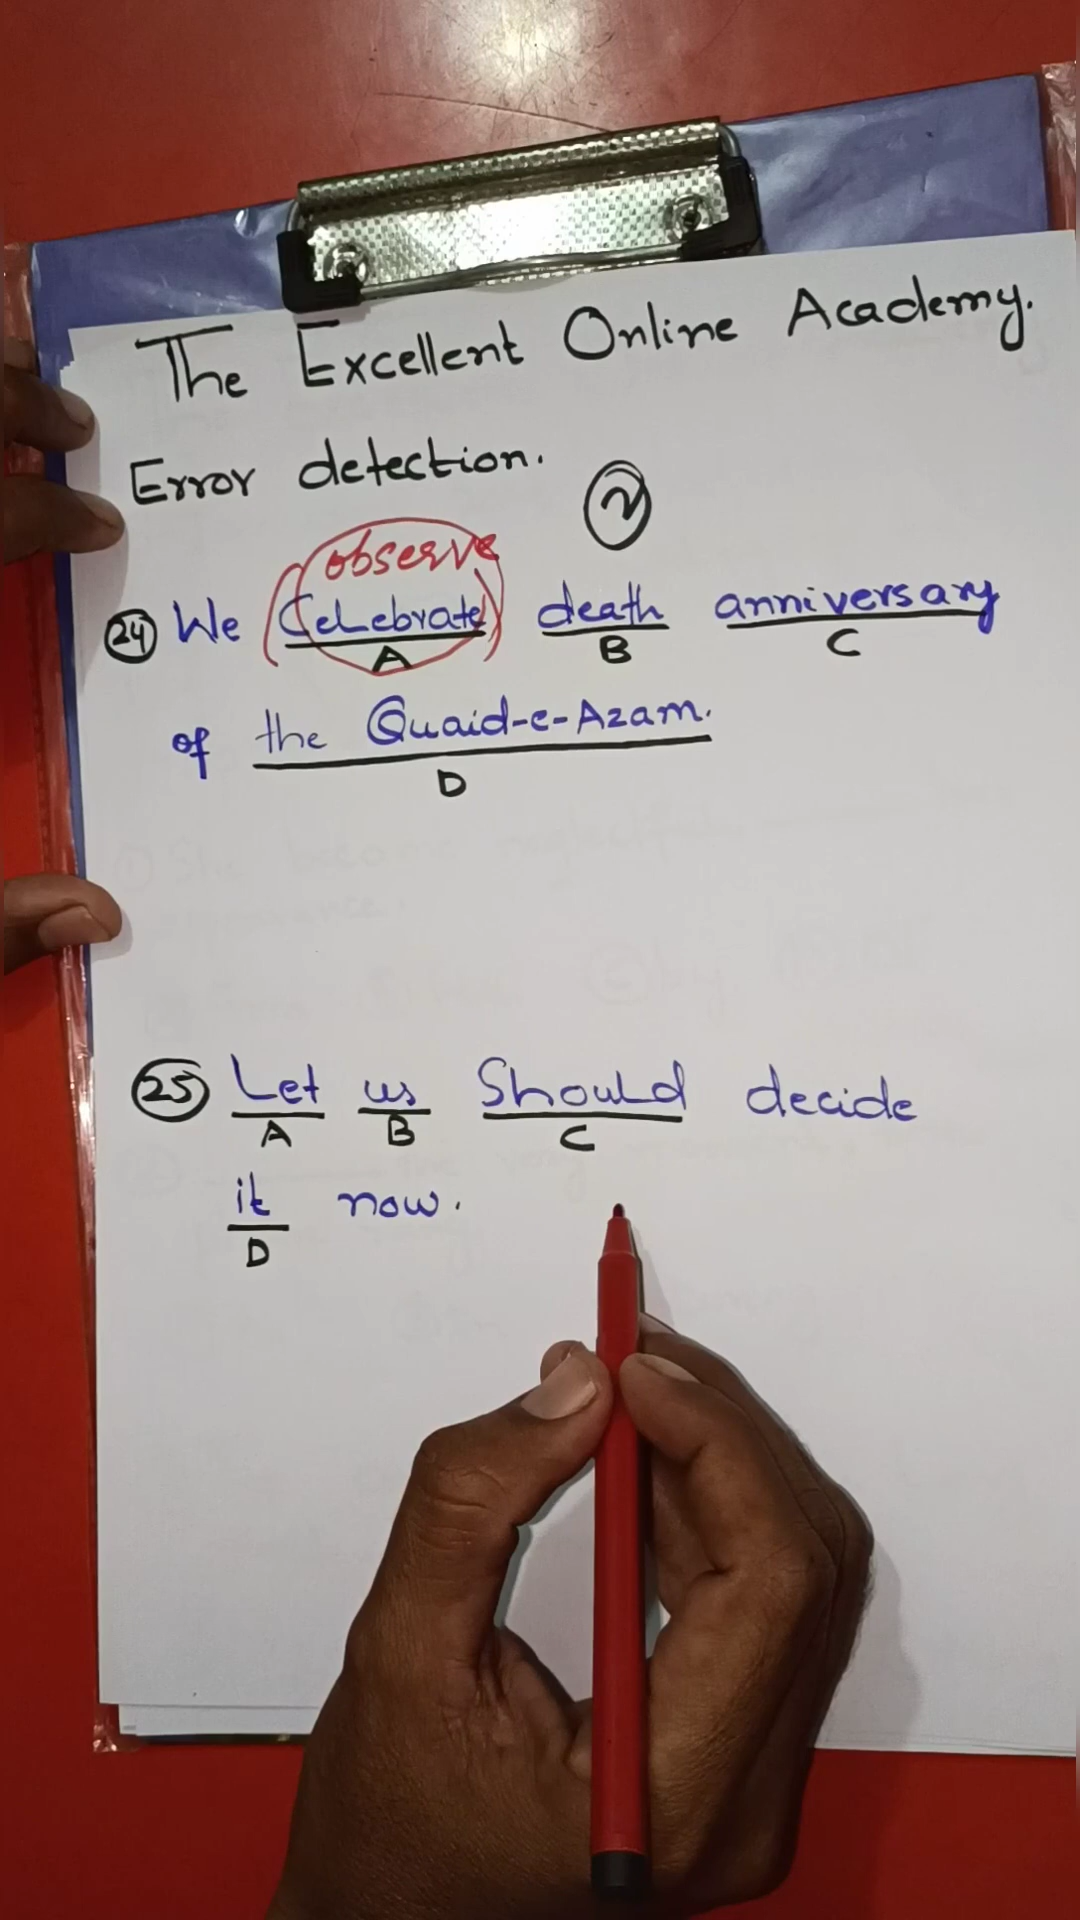 The Excellent Online Academy.
Error detection.
2
observe
24 We (Celebrate) death anniversary
A B C
of the Quaid-e-Azam.
D
25 Let us Should decide
A B C
it now.
D